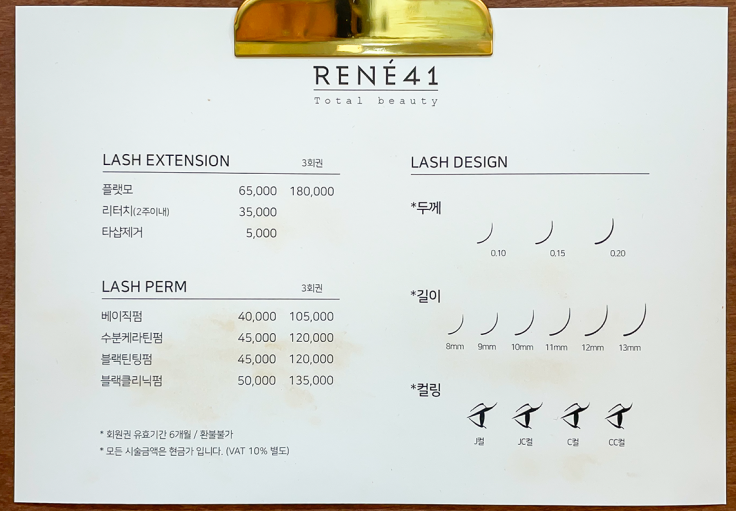 RENÉ41
Total beauty
LASH EXTENSION 3회권
플랫모 65,000 180,000
리터치(2주이내) 35,000
타샵제거 5,000
LASH PERM 3회권
베이직펌 40,000 105,000
수분케라틴펌 45,000 120,000
블랙틴팅펌 45,000 120,000
블랙클리닉펌 50,000 135,000
* 회원권 유효기간 6개월 / 환불불가
* 모든 시술금액은 현금가 입니다. (VAT 10% 별도)
LASH DESIGN
*두께
0.10 0.15 0.20
*길이
8mm 9mm 10mm 11mm 12mm 13mm
*컬링
J컬 JC컬 C컬 CC컬